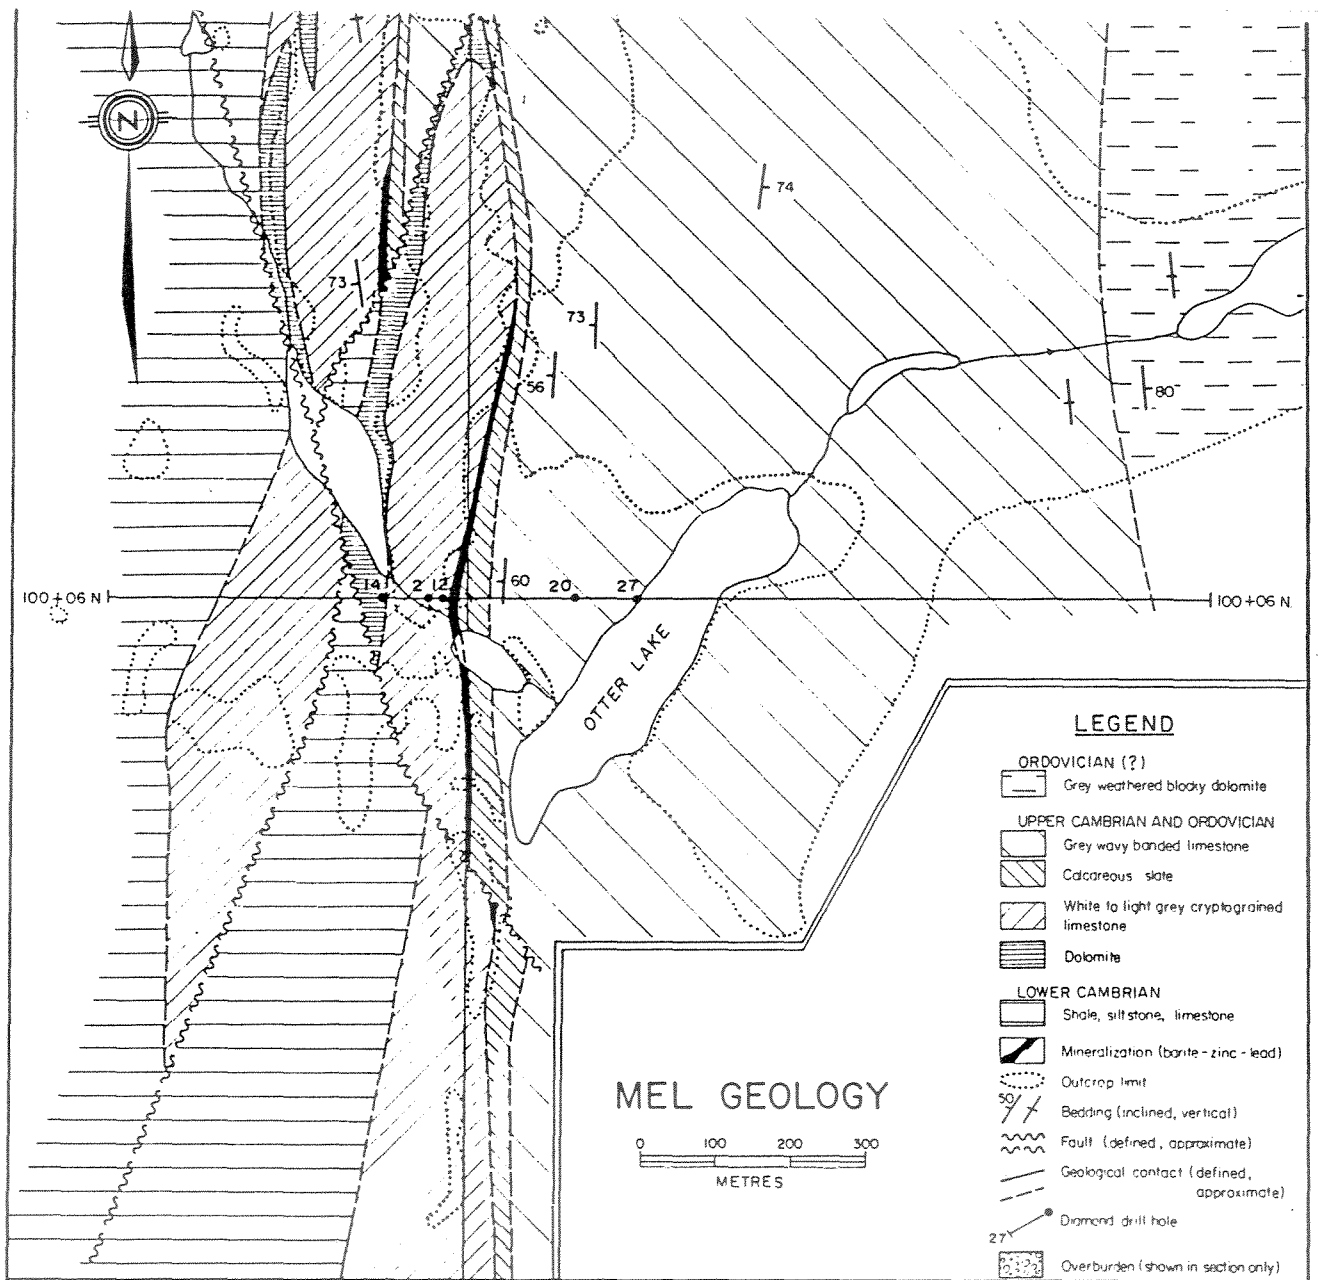 N
74
73
73
56
80
60
14
2
12
20
27
100+06 N
100+06 N.
OTTER LAKE
LEGEND
ORDOVICIAN (?)
Grey weathered blocky dolomite
UPPER CAMBRIAN AND ORDOVICIAN
Grey wavy banded limestone
Calcareous slate
White to light grey cryptograined
limestone
Dolomite
LOWER CAMBRIAN
Shale, siltstone, limestone
Mineralization (barite-zinc-lead)
Outcrop limit
50
Bedding (inclined, vertical)
Fault (defined, approximate)
Geological contact (defined,
approximate)
Diamond drill hole
27
Overburden (shown in section only)
MEL GEOLOGY
0 100 200 300
METRES